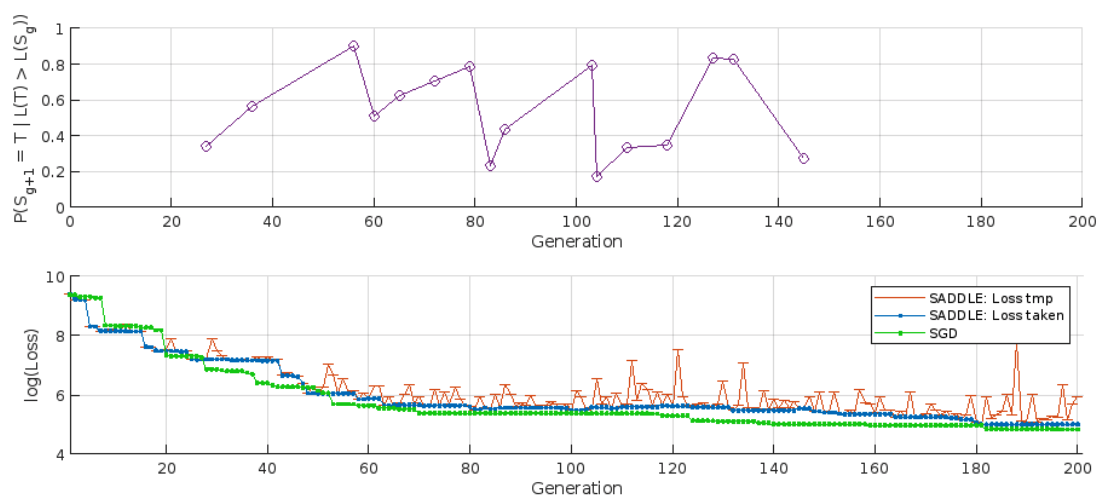 P(S_{g+1} = T | L(T) > L(S_g))
1
0.8
0.6
0.4
0.2
0
0 20 40 60 80 100 120 140 160 180 200
Generation
log(Loss)
10
8
6
4
SADDLE: Loss tmp
SADDLE: Loss taken
SGD
20 40 60 80 100 120 140 160 180 200
Generation